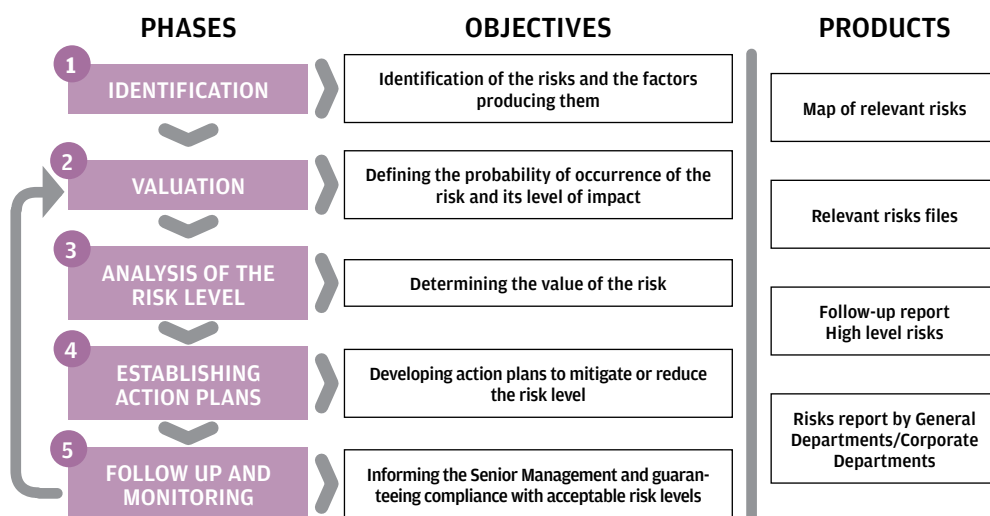 PHASES
OBJECTIVES
PRODUCTS
1
IDENTIFICATION
Identification of the risks and the factors
producing them
Map of relevant risks
2
VALUATION
Defining the probability of occurrence of the
risk and its level of impact
Relevant risks files
3
ANALYSIS OF THE
RISK LEVEL
Determining the value of the risk
Follow-up report
High level risks
4
ESTABLISHING
ACTION PLANS
Developing action plans to mitigate or reduce
the risk level
Risks report by General
Departments/Corporate
Departments
5
FOLLOW UP AND
MONITORING
Informing the Senior Management and guaran-
teeing compliance with acceptable risk levels